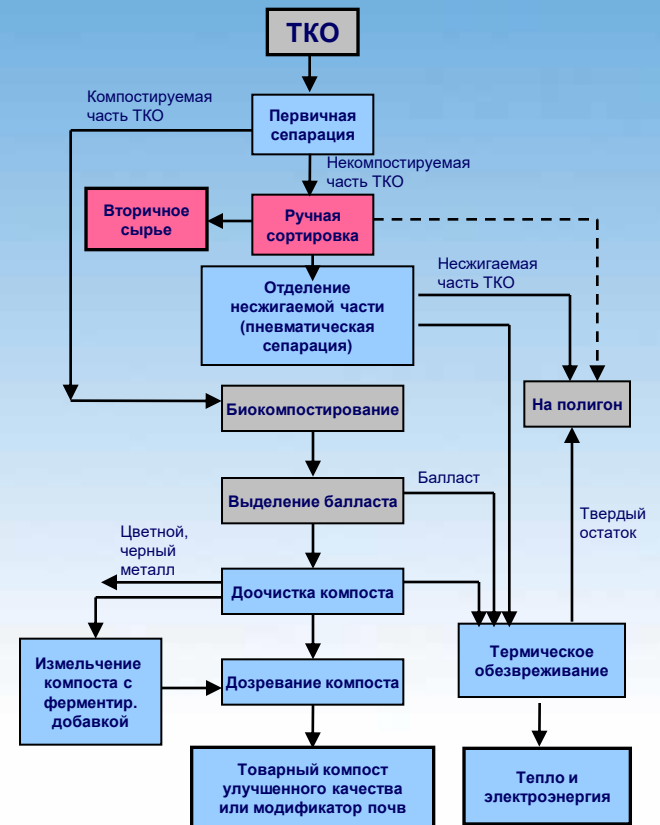 ТКО
Компостируемая
часть ТКО
Первичная
сепарация
Некомпостируемая
часть ТКО
Вторичное
сырье
Ручная
сортировка
Несжигаемая
часть ТКО
Отделение
несжигаемой части
(пневматическая
сепарация)
Биокомпостирование
На полигон
Балласт
Выделение балласта
Твердый
остаток
Цветной,
черный
металл
Доочистка компоста
Измельчение
компоста с
ферментир.
добавкой
Дозревание компоста
Термическое
обезвреживание
Товарный компост
улучшенного качества
или модификатор почв
Тепло и
электроэнергия